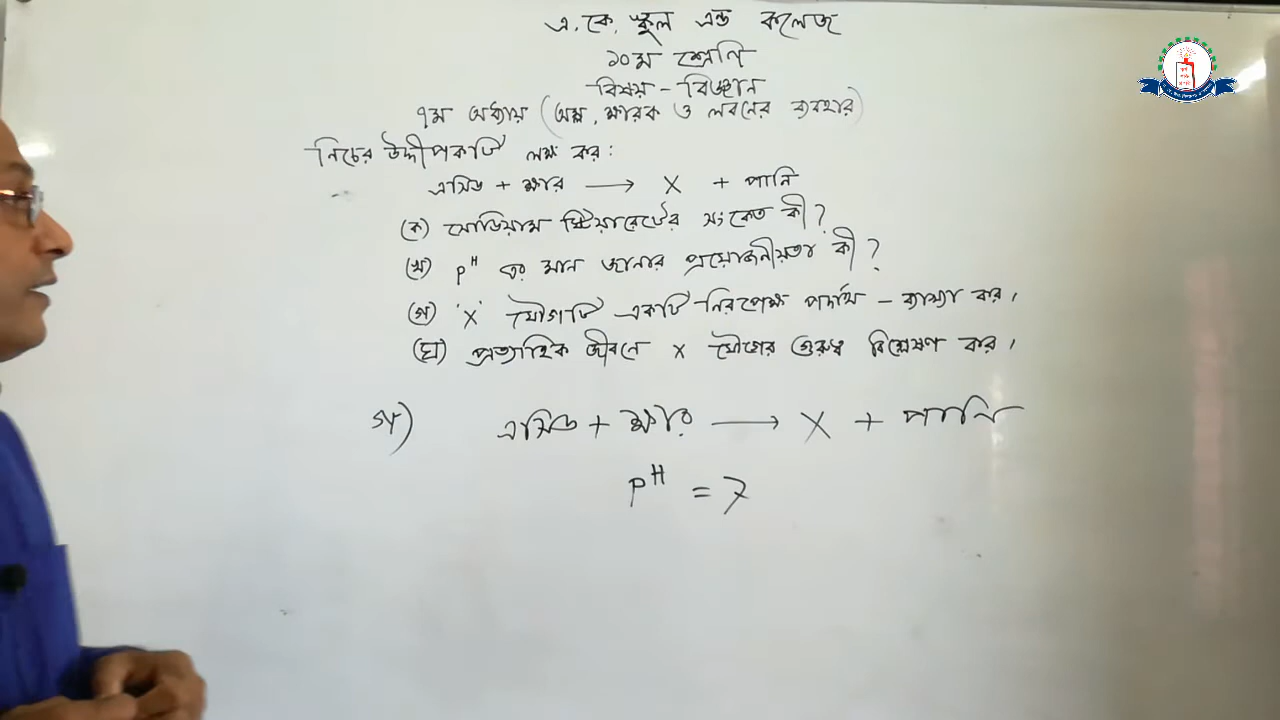 এ. কে. স্কুল এন্ড কলেজ
১০ম শ্রেণি
বিষয় - বিজ্ঞান
৭ম অধ্যায় (অম্ল, ক্ষারক ও লবনের ব্যবহার)
নিচের উদ্দীপকটি লক্ষ কর:
এসিড + ক্ষার → X + পানি
(ক) সোডিয়াম স্টিয়ারেটের সংকেত কী?
(খ) pH এর মান জানার প্রয়োজনীয়তা কী?
(গ) 'X' যৌগটি একটি নিরপেক্ষ পদার্থ - ব্যাখ্যা কর।
(ঘ) প্রত্যাহিক জীবনে X যৌগের গুরুত্ব বিশ্লেষণ কর।
গ) এসিড + ক্ষার → X + পানি
pH = 7